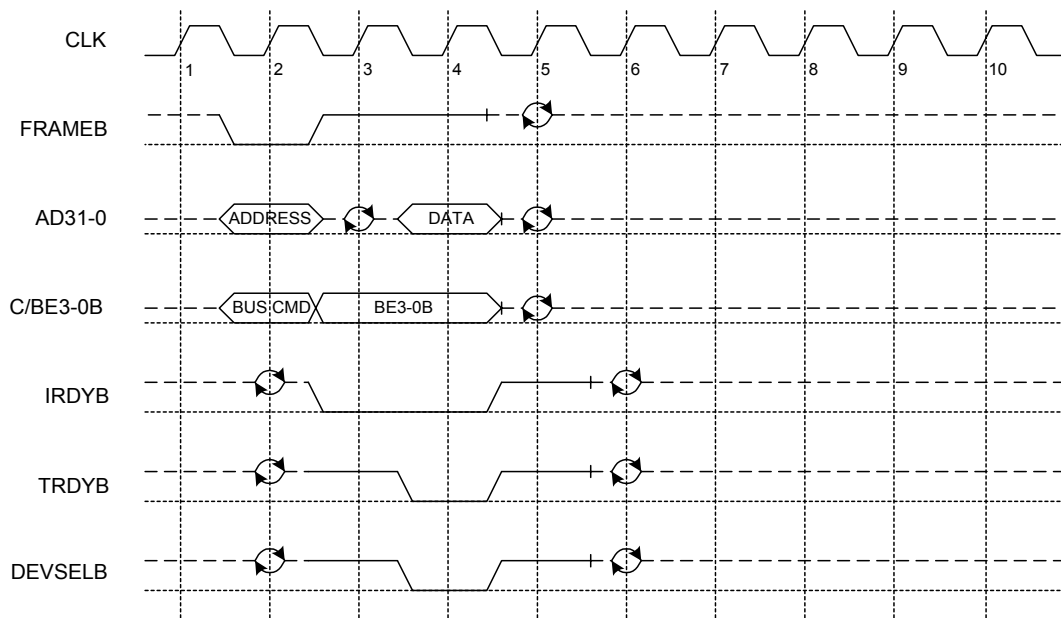 CLK
1 2 3 4 5 6 7 8 9 10
FRAMEB
AD31-0 ADDRESS DATA
C/BE3-0B BUS CMD BE3-0B
IRDYB
TRDYB
DEVSELB